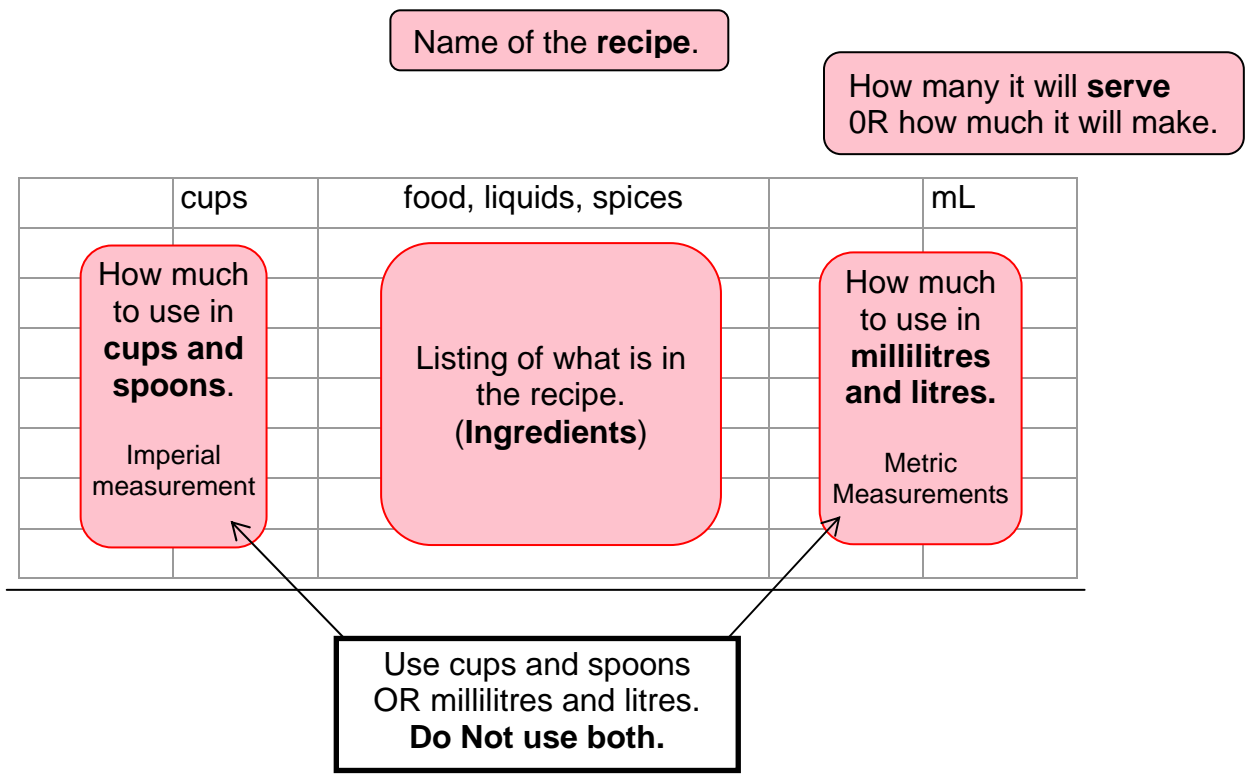 Name of the recipe.
How many it will serve
0R how much it will make.
cups
food, liquids, spices
mL
How much
to use in
cups and
spoons.
Imperial
measurement
Listing of what is in
the recipe.
(Ingredients)
How much
to use in
millilitres
and litres.
Metric
Measurements
Use cups and spoons
OR millilitres and litres.
Do Not use both.